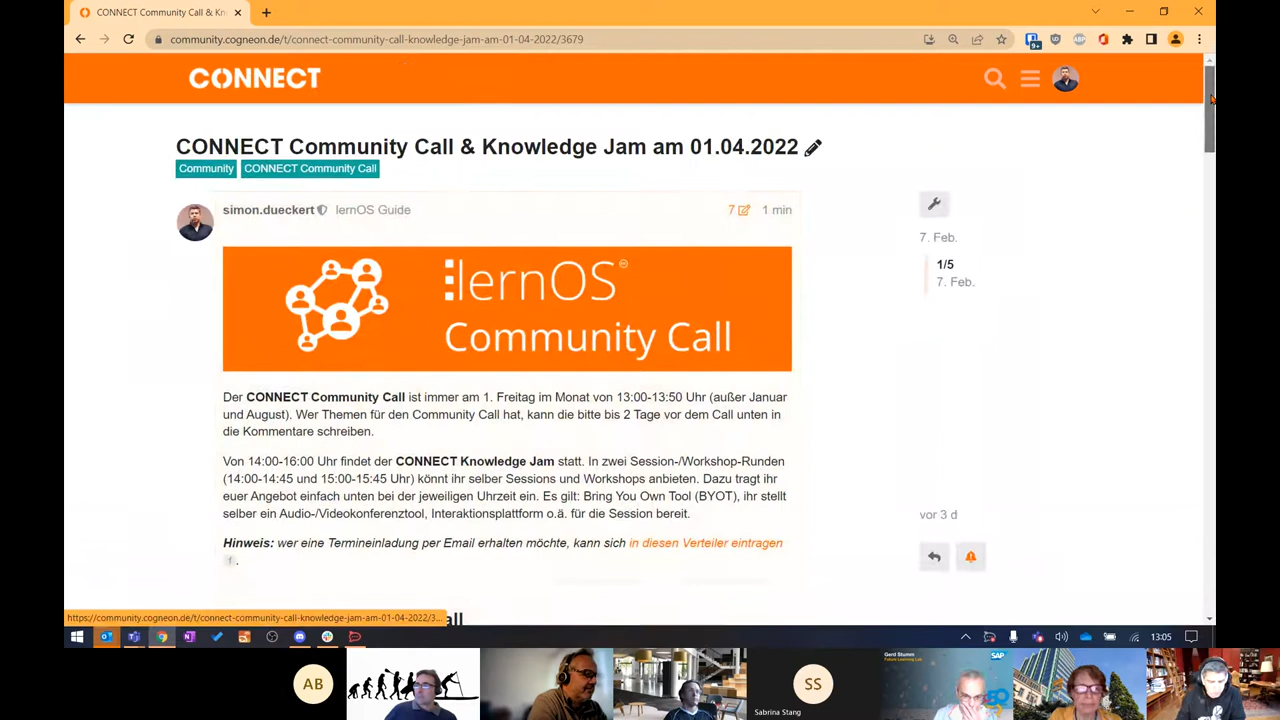 CONNECT Community Call & Kn
community.cogneon.de/t/connect-community-call-knowledge-jam-am-01-04-2022/3679
9+
CONNECT
CONNECT Community Call & Knowledge Jam am 01.04.2022
Community CONNECT Community Call
simon.dueckert lernOS Guide 7 1 min
lernOS
Community Call
7. Feb.
1/5
7. Feb.
Der CONNECT Community Call ist immer am 1. Freitag im Monat von 13:00-13:50 Uhr (außer Januar
und August). Wer Themen für den Community Call hat, kann die bitte bis 2 Tage vor dem Call unten in
die Kommentare schreiben.
Von 14:00-16:00 Uhr findet der CONNECT Knowledge Jam statt. In zwei Session-/Workshop-Runden
(14:00-14:45 und 15:00-15:45 Uhr) könnt ihr selber Sessions und Workshops anbieten. Dazu tragt ihr
euer Angebot einfach unten bei der jeweiligen Uhrzeit ein. Es gilt: Bring You Own Tool (BYOT), ihr stellt
selber ein Audio-/Videokonferenztool, Interaktionsplattform o.ä. für die Session bereit.
vor 3 d
Hinweis: wer eine Termineinladung per Email erhalten möchte, kann sich in diesen Verteiler eintragen
.
https://community.cogneon.de/t/connect-community-call-knowledge-jam-am-01-04-2022/3...
13:05
AB
SS
Sabrina Stang
Gerd Stumm
Future Learning Lab
SAP